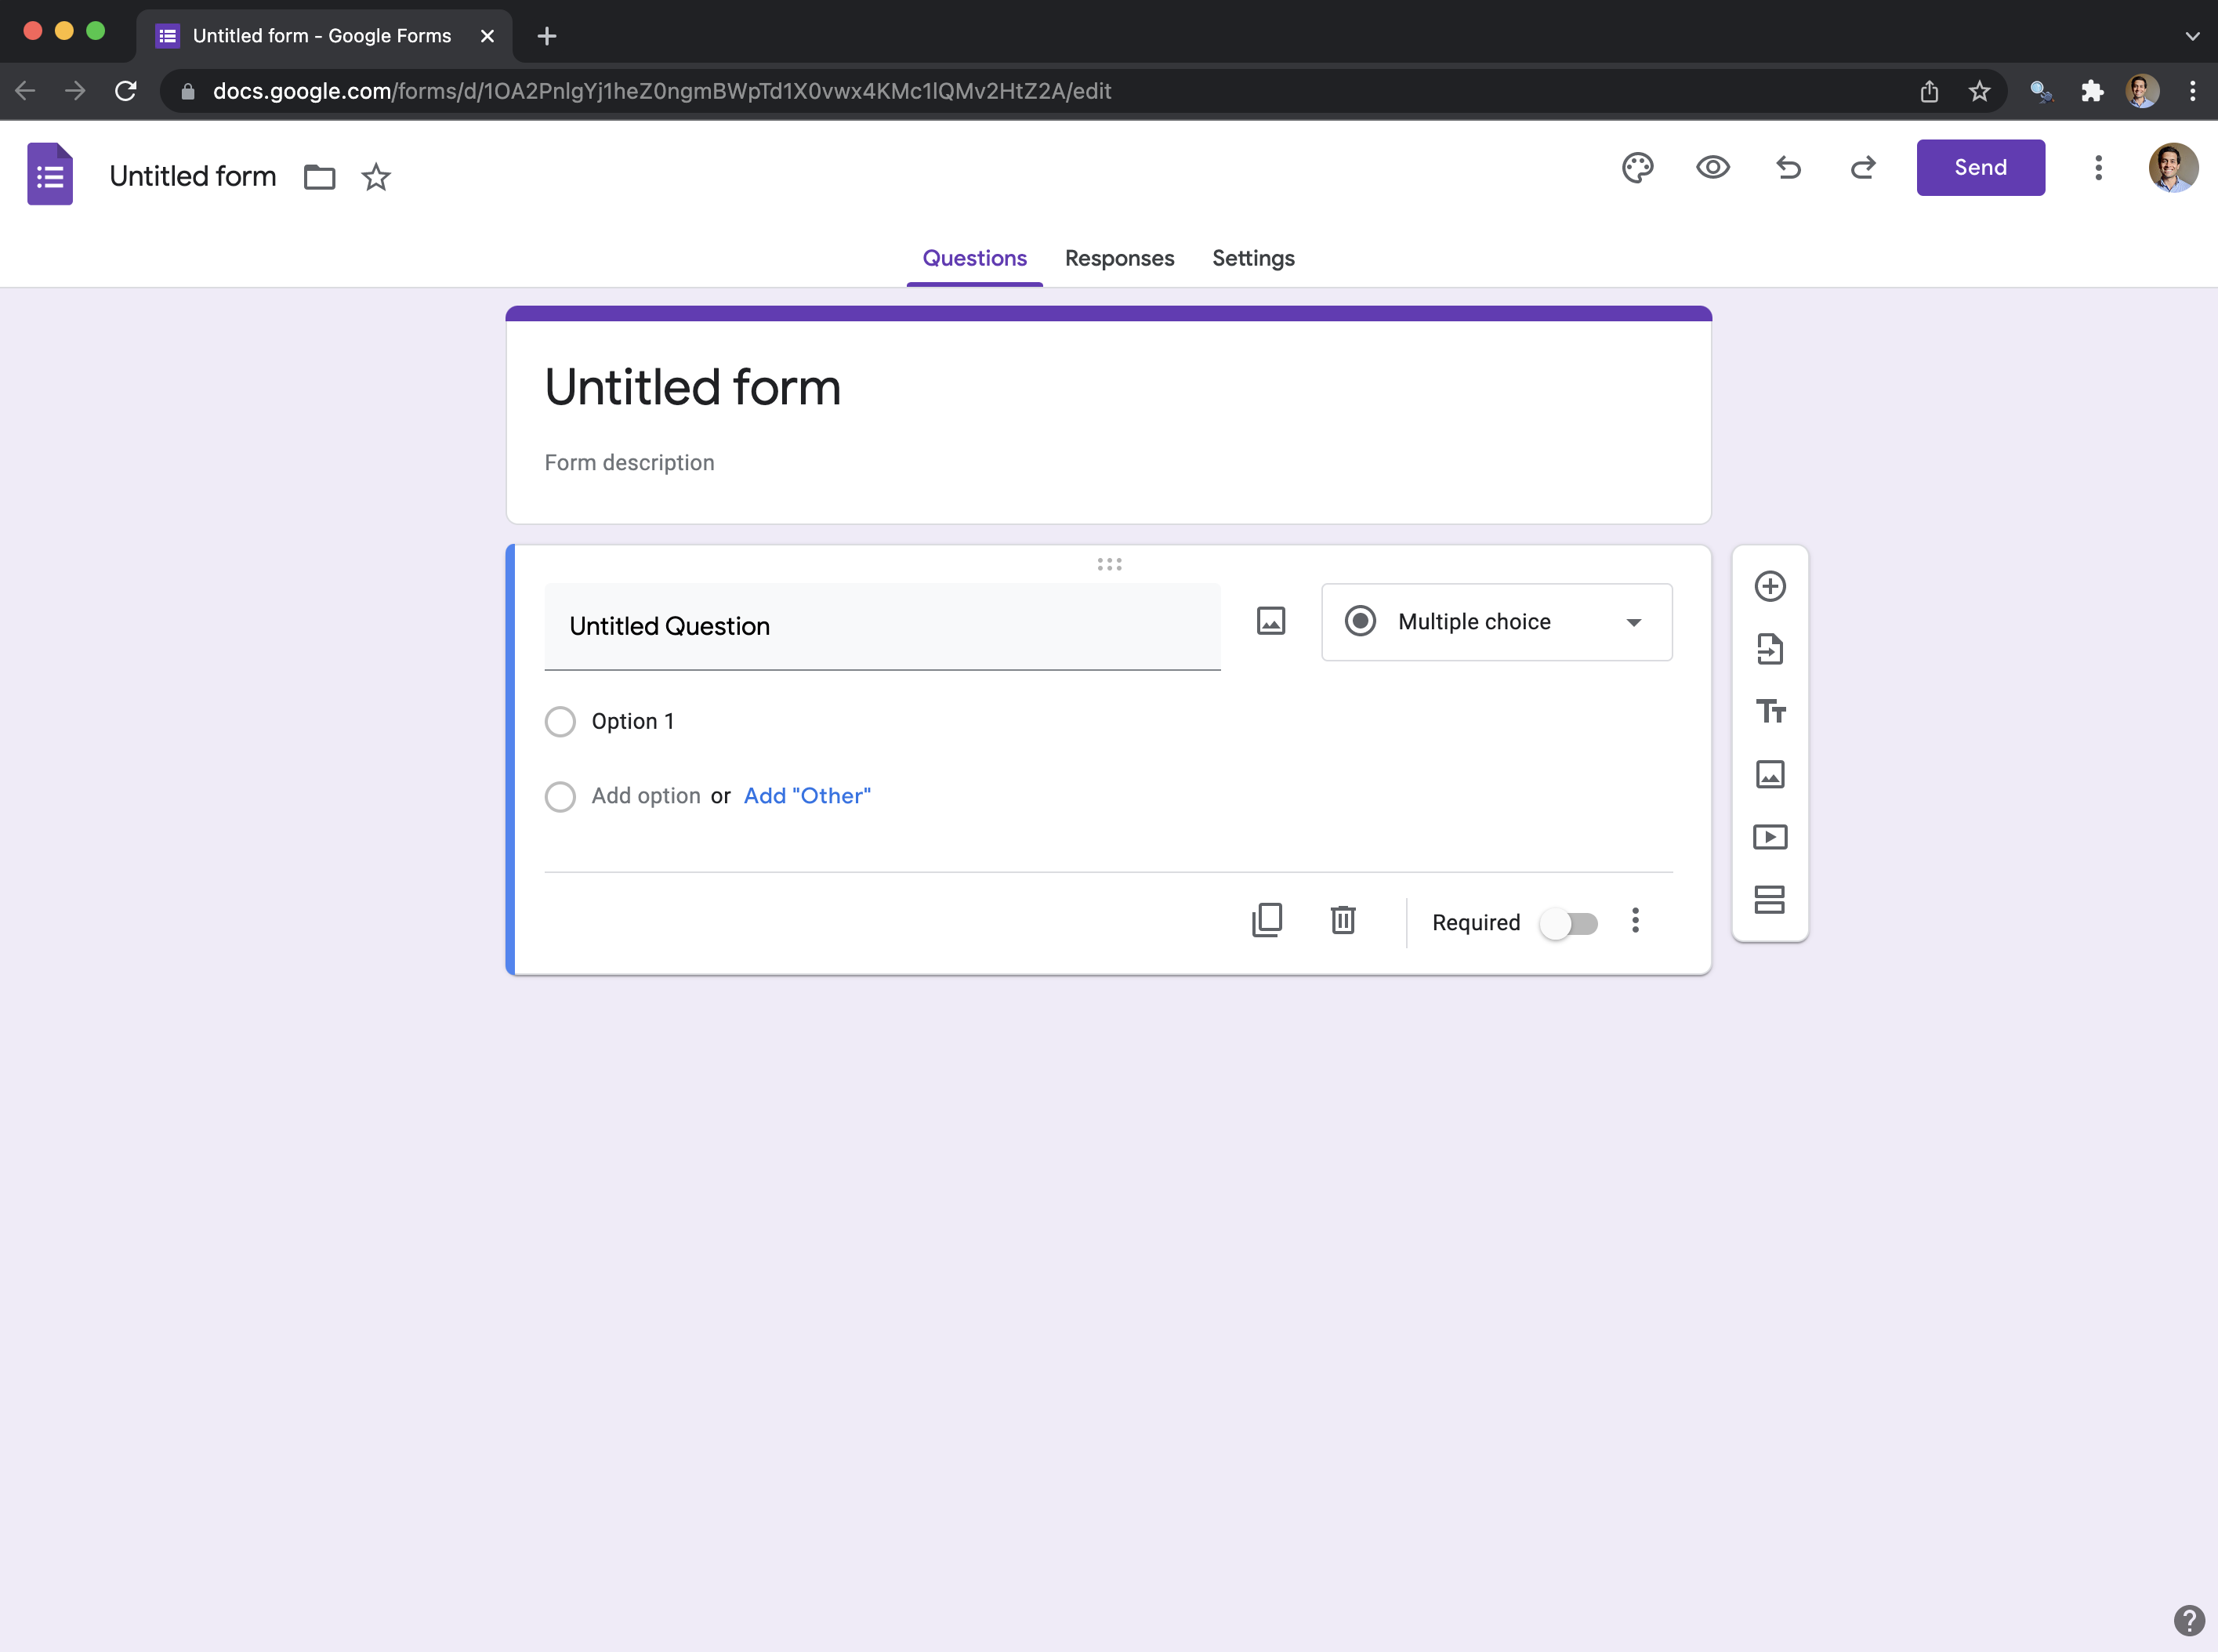 Untitled form - Google Forms
docs.google.com/forms/d/1OA2PnlgYj1heZ0ngmBWpTd1X0vwx4KMc1lQMv2HtZ2A/edit
Untitled form
Send
Questions Responses Settings
Untitled form
Form description
Untitled Question
Multiple choice
Option 1
Add option or Add "Other"
Required